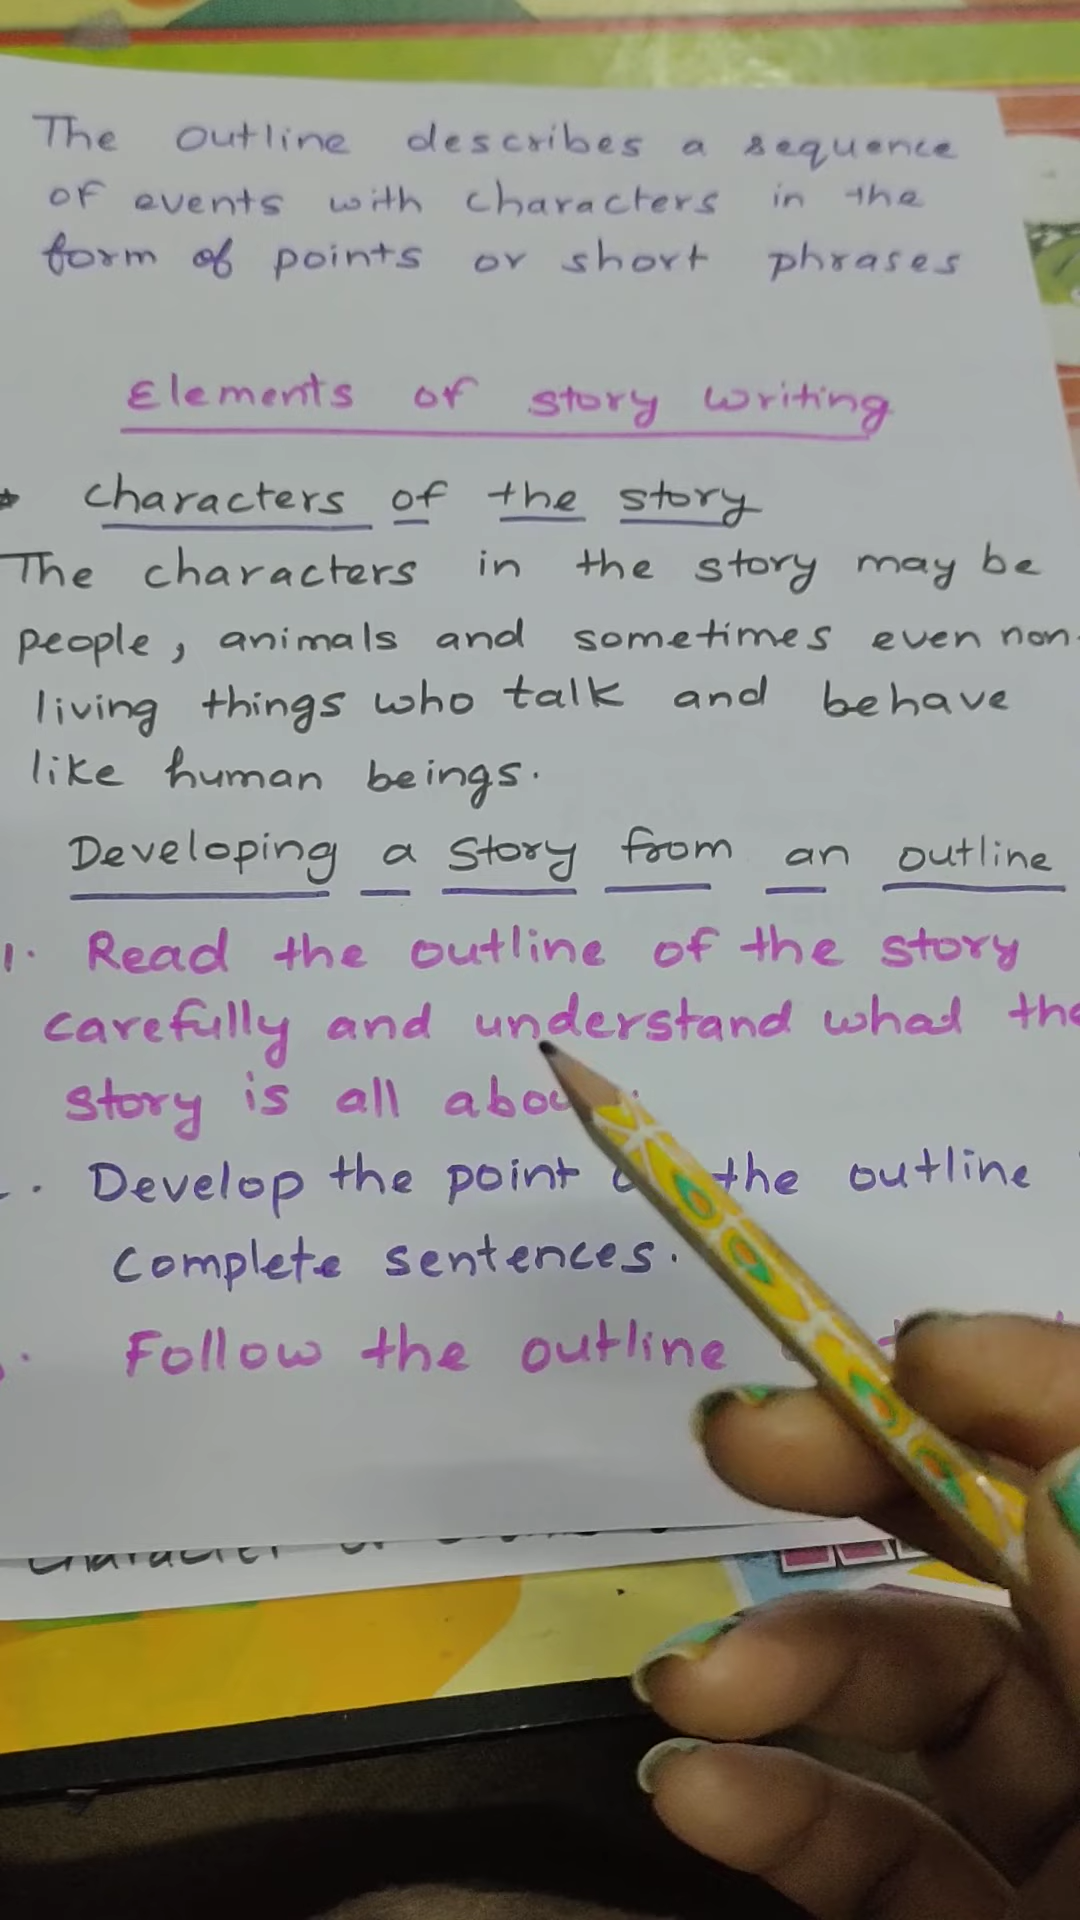 The outline describes a sequence
of events with characters in the
form of points or short phrases
Elements of story writing
characters of the story
The characters in the story may be
people, animals and sometimes even non-
living things who talk and behave
like human beings.
Developing a story from an outline
1. Read the outline of the story
carefully and understand what the
story is all
. Develop the point the outline
complete sentences.
. Follow the outline
character